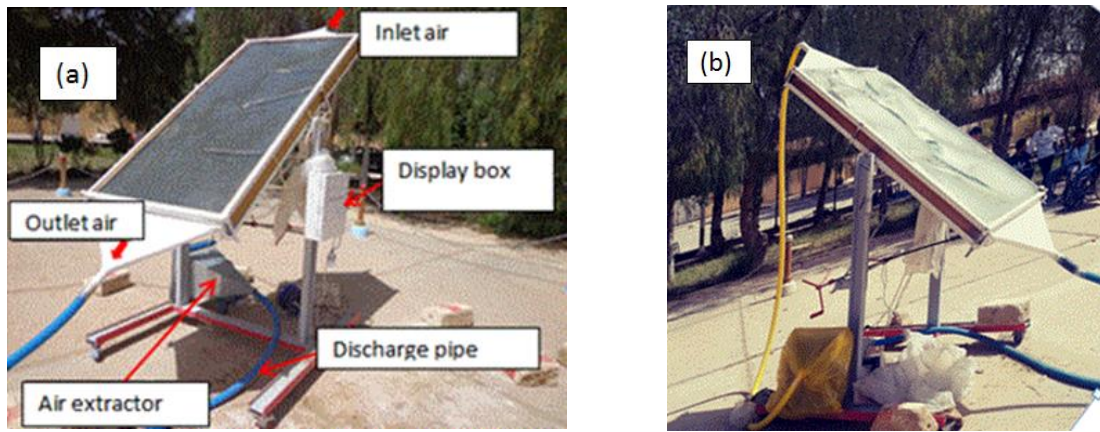 (a)
Inlet air
Display box
Outlet air
Discharge pipe
Air extractor
(b)